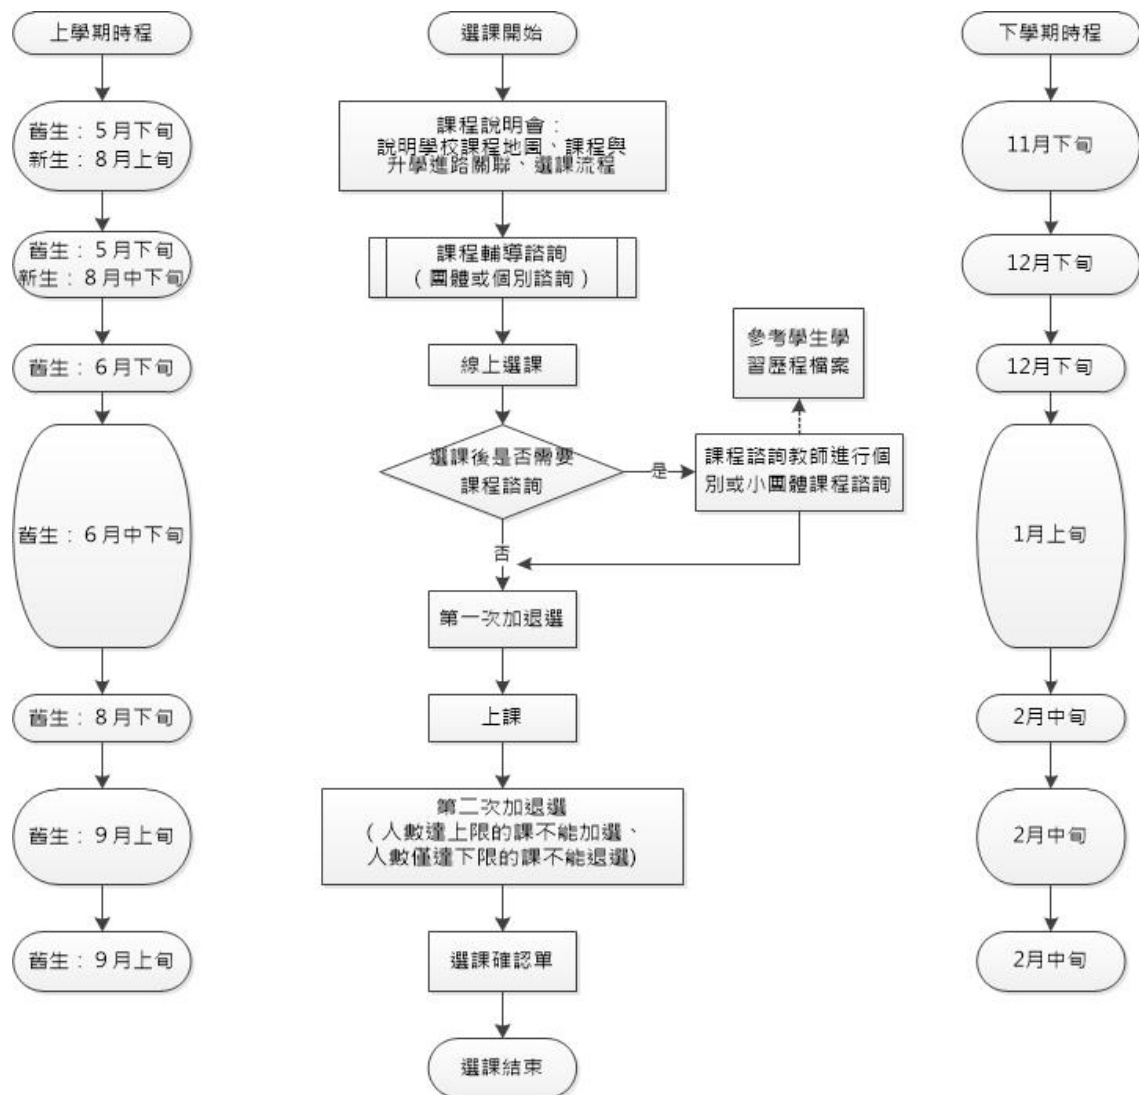 上學期時程
舊生：5月下旬
新生：8月上旬
舊生：5月下旬
新生：8月中下旬
舊生：6月下旬
舊生：6月中下旬
舊生：8月下旬
舊生：9月上旬
舊生：9月上旬
選課開始
課程說明會：
說明學校課程地圖、課程與
升學進路關聯、選課流程
課程輔導諮詢
（團體或個別諮詢）
線上選課
選課後是否需要
課程諮詢
是
課程諮詢教師進行個
別或小團體課程諮詢
參考學生學
習歷程檔案
否
第一次加退選
上課
第二次加退選
（人數達上限的課不能加選、
人數僅達下限的課不能退選)
選課確認單
選課結束
下學期時程
11月下旬
12月下旬
12月下旬
1月上旬
2月中旬
2月中旬
2月中旬